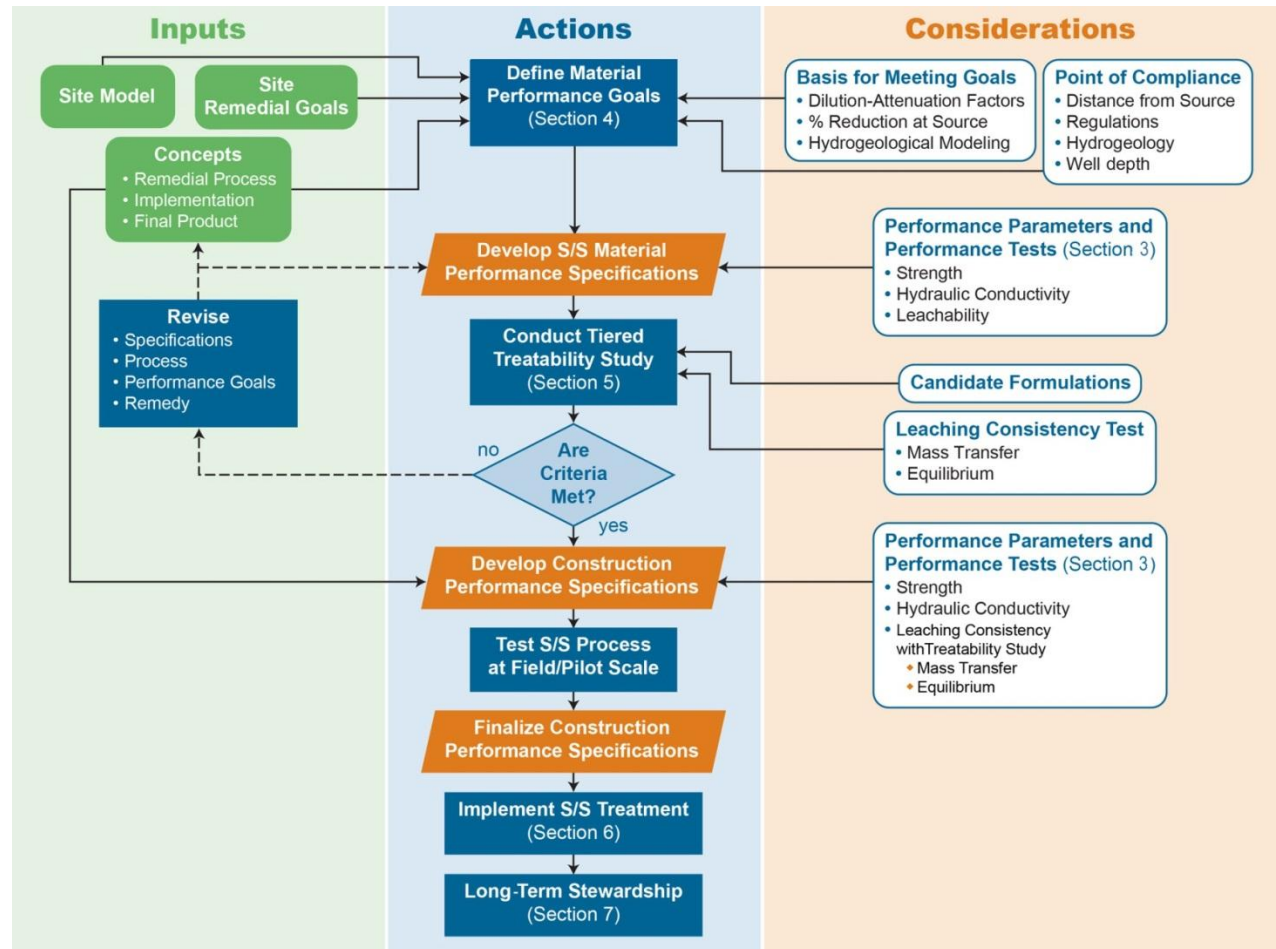 Inputs
Actions
Considerations
Site Model
Site
Remedial Goals
Concepts
• Remedial Process
• Implementation
• Final Product
Revise
• Specifications
• Process
• Performance Goals
• Remedy
Define Material
Performance Goals
(Section 4)
Develop S/S Material
Performance Specifications
Conduct Tiered
Treatability Study
(Section 5)
no
Are
Criteria
Met?
yes
Develop Construction
Performance Specifications
Test S/S Process
at Field/Pilot Scale
Finalize Construction
Performance Specifications
Implement S/S Treatment
(Section 6)
Long-Term Stewardship
(Section 7)
Basis for Meeting Goals
• Dilution-Attenuation Factors
• % Reduction at Source
• Hydrogeological Modeling
Point of Compliance
• Distance from Source
• Regulations
• Hydrogeology
• Well depth
Performance Parameters and
Performance Tests (Section 3)
• Strength
• Hydraulic Conductivity
• Leachability
Candidate Formulations
Leaching Consistency Test
• Mass Transfer
• Equilibrium
Performance Parameters and
Performance Tests (Section 3)
• Strength
• Hydraulic Conductivity
• Leaching Consistency
withTreatability Study
◆ Mass Transfer
◆ Equilibrium